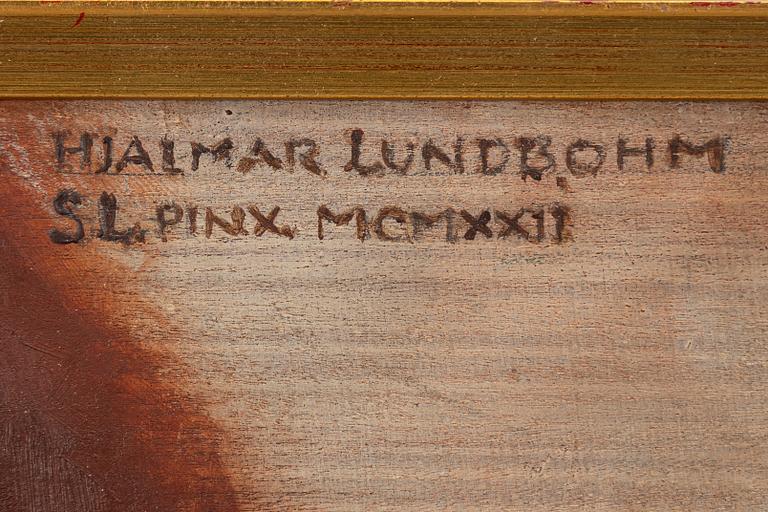 HJALMAR LUNDBOHM
S.L. PINX. MCMXXII